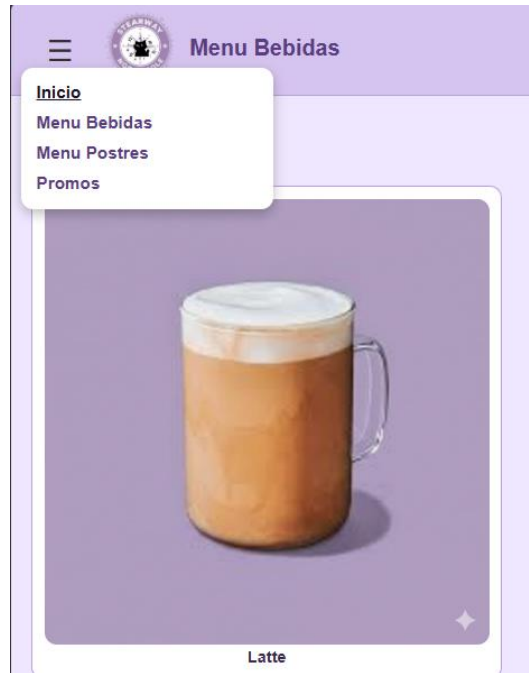 Menu Bebidas
Inicio
Menu Bebidas
Menu Postres
Promos
Latte